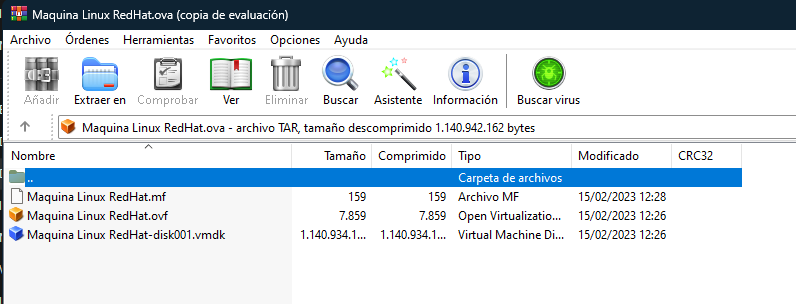 Maquina Linux RedHat.ova (copia de evaluación)
Archivo Órdenes Herramientas Favoritos Opciones Ayuda
Añadir Extraer en Comprobar Ver Eliminar Buscar Asistente Información Buscar virus
Maquina Linux RedHat.ova - archivo TAR, tamaño descomprimido 1.140.942.162 bytes
Nombre Tamaño Comprimido Tipo Modificado CRC32
.. Carpeta de archivos
Maquina Linux RedHat.mf 159 159 Archivo MF 15/02/2023 12:28
Maquina Linux RedHat.ovf 7.859 7.859 Open Virtualizatio... 15/02/2023 12:26
Maquina Linux RedHat-disk001.vmdk 1.140.934.1... 1.140.934.1... Virtual Machine Di... 15/02/2023 12:26